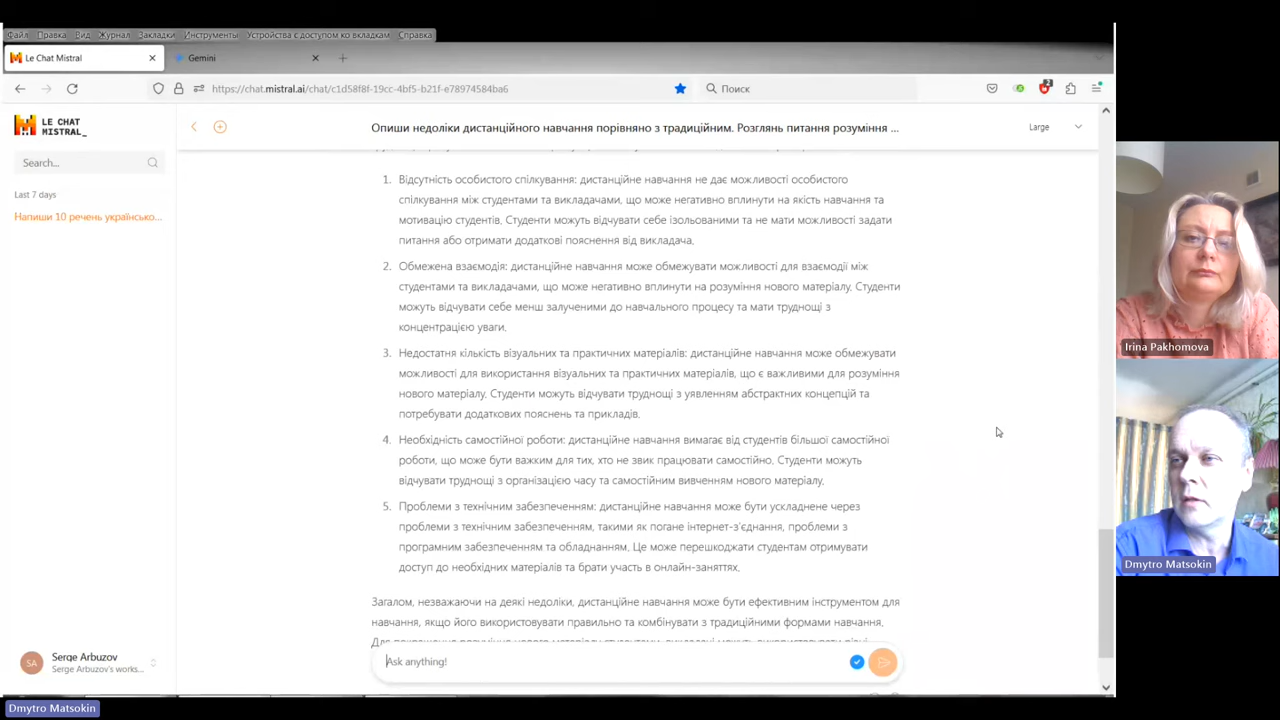 Файл Правка Вид Журнал Закладки Инструменты Устройства с доступом ко вкладкам Справка
Le Chat Mistral
Gemini
https://chat.mistral.ai/chat/c1d58f8f-19cc-4bf5-b21f-e78974584ba6
Поиск
2
LE CHAT
MISTRAL_
Search...
Last 7 days
Напиши 10 речень українсько...
Опиши недоліки дистанційного навчання порівняно з традиційним. Розглянь питання розуміння ...
Large
1. Відсутність особистого спілкування: дистанційне навчання не дає можливості особистого
спілкування між студентами та викладачами, що може негативно вплинути на якість навчання та
мотивацію студентів. Студенти можуть відчувати себе ізольованими та не мати можливості задати
питання або отримати додаткові пояснення від викладача.
2. Обмежена взаємодія: дистанційне навчання може обмежувати можливості для взаємодії між
студентами та викладачами, що може негативно вплинути на розуміння нового матеріалу. Студенти
можуть відчувати себе менш залученими до навчального процесу та мати труднощі з
концентрацією уваги.
3. Недостатня кількість візуальних та практичних матеріалів: дистанційне навчання може обмежувати
можливості для використання візуальних та практичних матеріалів, що є важливими для розуміння
нового матеріалу. Студенти можуть відчувати труднощі з уявленням абстрактних концепцій та
потребувати додаткових пояснень та прикладів.
4. Необхідність самостійної роботи: дистанційне навчання вимагає від студентів більшої самостійної
роботи, що може бути важким для тих, хто не звик працювати самостійно. Студенти можуть
відчувати труднощі з організацією часу та самостійним вивченням нового матеріалу.
5. Проблеми з технічним забезпеченням: дистанційне навчання може бути ускладнене через
проблеми з технічним забезпеченням, такими як погане інтернет-з'єднання, проблеми з
програмним забезпеченням та обладнанням. Це може перешкоджати студентам отримувати
доступ до необхідних матеріалів та брати участь в онлайн-заняттях.
Загалом, незважаючи на деякі недоліки, дистанційне навчання може бути ефективним інструментом для
навчання, якщо його використовувати правильно та комбінувати з традиційними формами навчання.
Ask anything!
SA
Serge Arbuzov
Serge Arbuzov's works...
Irina Pakhomova
Dmytro Matsokin
Dmytro Matsokin